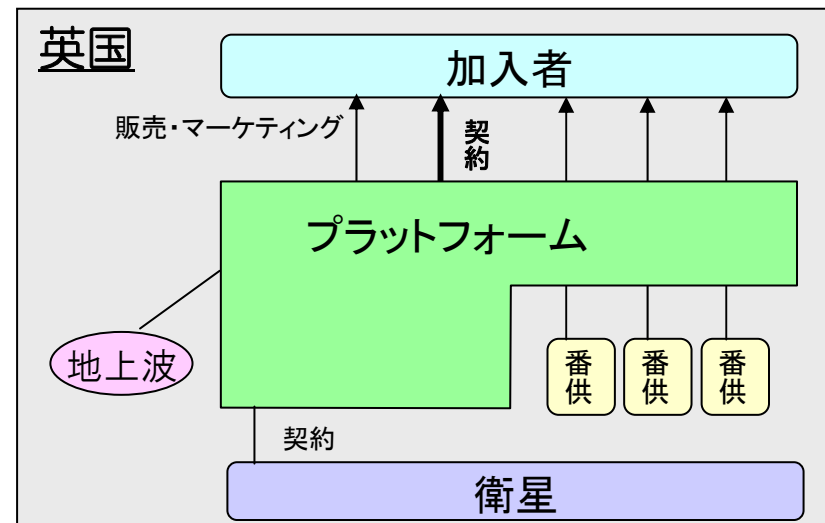 英国
加入者
販売・マーケティング
契約
プラットフォーム
地上波
番供
番供
番供
契約
衛星